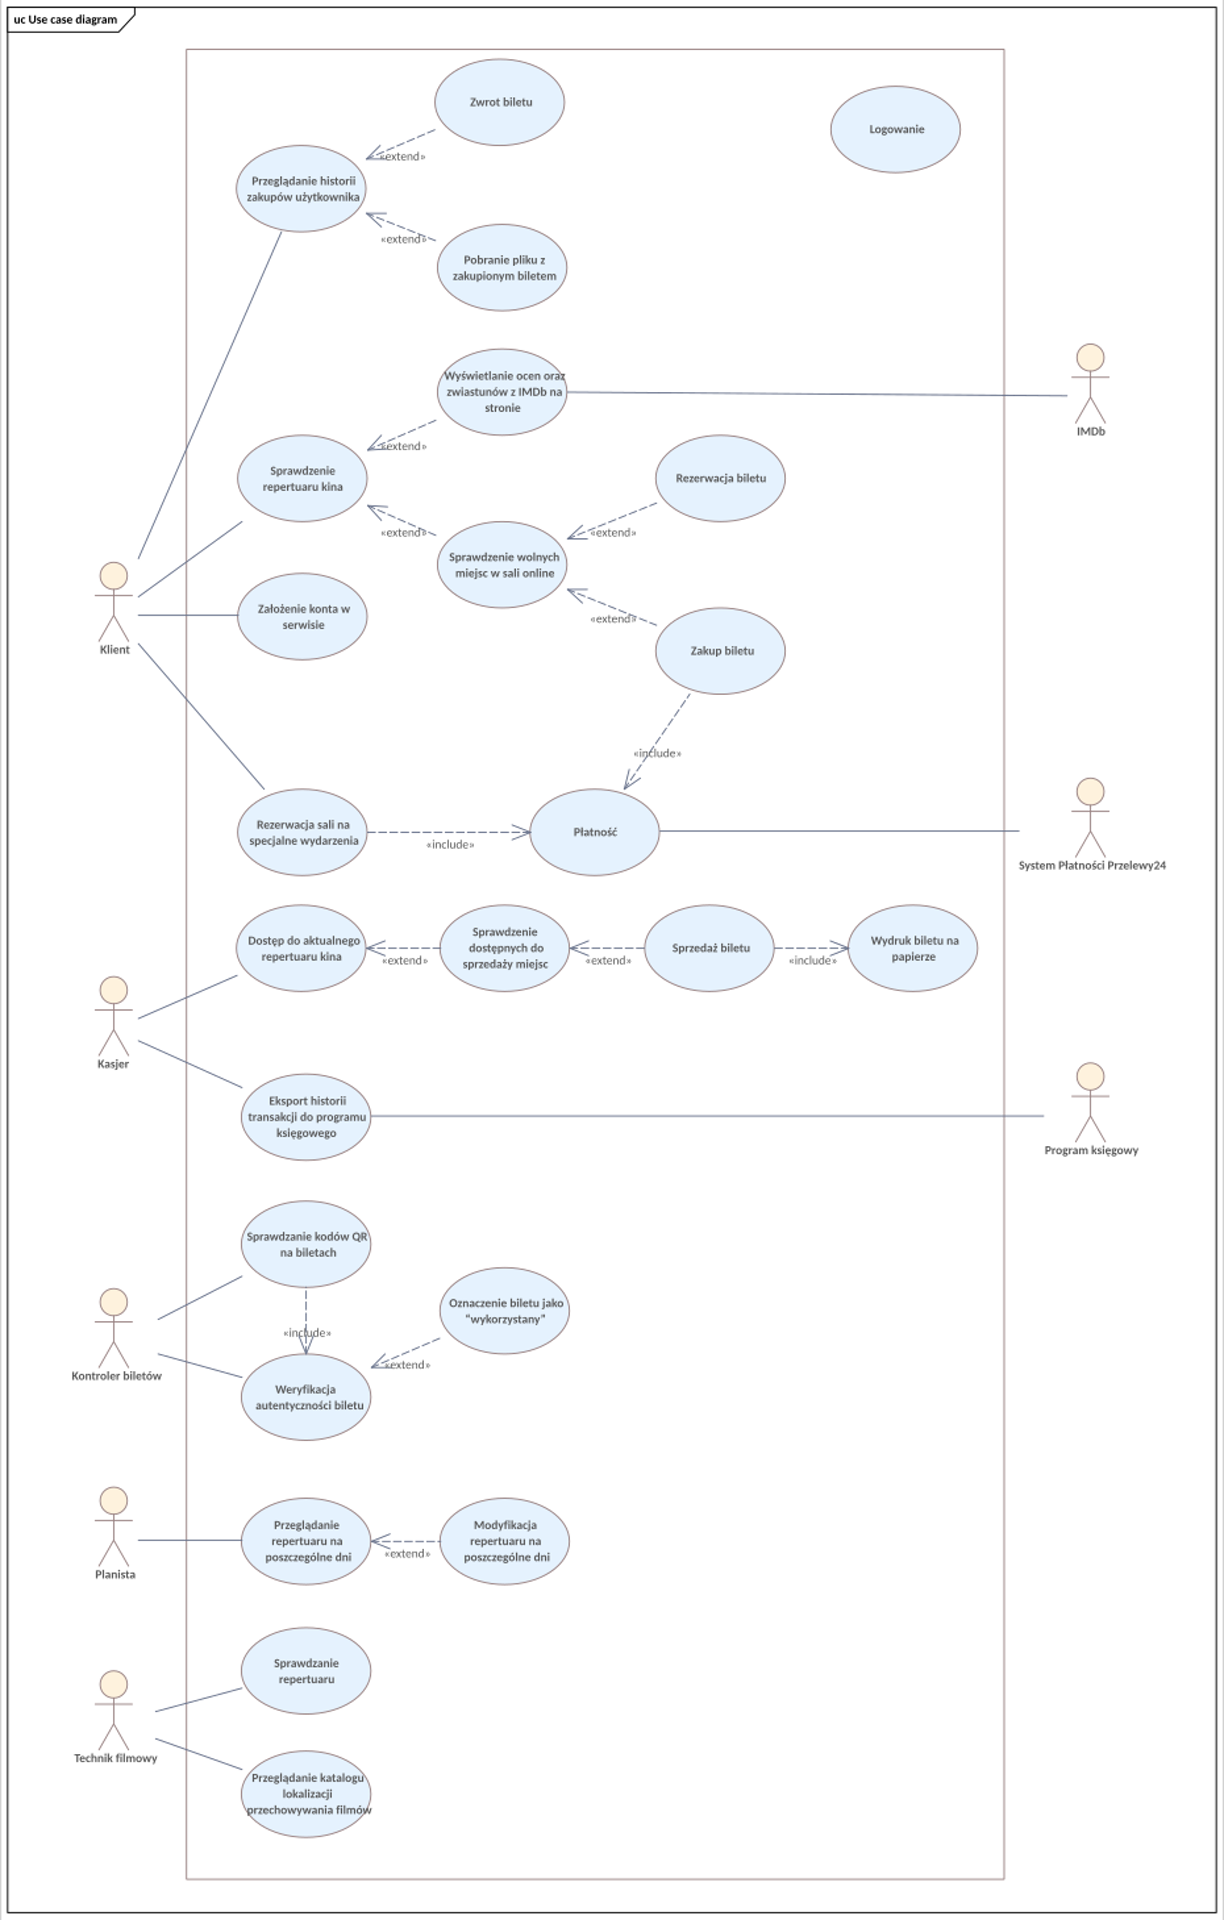 uc Use case diagram
Zwrot biletu
Logowanie
«extend»
Przeglądanie historii
zakupów użytkownika
«extend»
Pobranie pliku z
zakupionym biletem
Wyświetlanie ocen oraz
zwiastunów z IMDb na
stronie
IMDb
«extend»
Sprawdzenie
repertuaru kina
Rezerwacja biletu
«extend»
«extend»
Sprawdzenie wolnych
miejsc w sali online
Założenie konta w
serwisie
«extend»
Klient
Zakup biletu
«include»
Rezerwacja sali na
specjalne wydarzenia
«include»
Płatność
System Płatności Przelewy24
Dostęp do aktualnego
repertuaru kina
«extend»
Sprawdzenie
dostępnych do
sprzedaży miejsc
«extend»
Sprzedaż biletu
«include»
Wydruk biletu na
papierze
Kasjer
Eksport historii
transakcji do programu
księgowego
Program księgowy
Sprawdzanie kodów QR
na biletach
Oznaczenie biletu jako
"wykorzystany"
«include»
«extend»
Kontroler biletów
Weryfikacja
autentyczności biletu
Przeglądanie
repertuaru na
poszczególne dni
«extend»
Modyfikacja
repertuaru na
poszczególne dni
Planista
Sprawdzanie
repertuaru
Technik filmowy
Przeglądanie katalogu
lokalizacji
przechowywania filmów